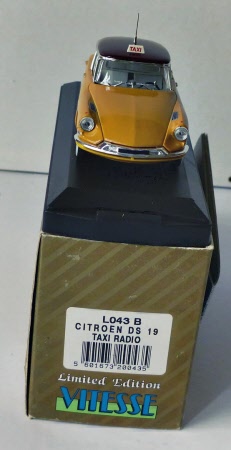 TAXI
L043 B
CITROEN DS 19
TAXI RADIO
5 601673 200435
Limited Edition
VITESSE